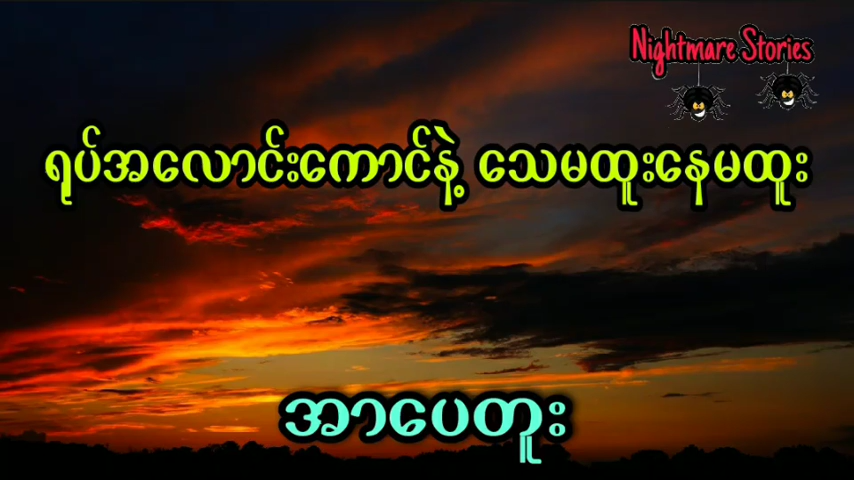 Nightmare Stories
ရုပ်အလောင်းကောင်နဲ့ သေမထူးနေမထူး
အာပေတူး